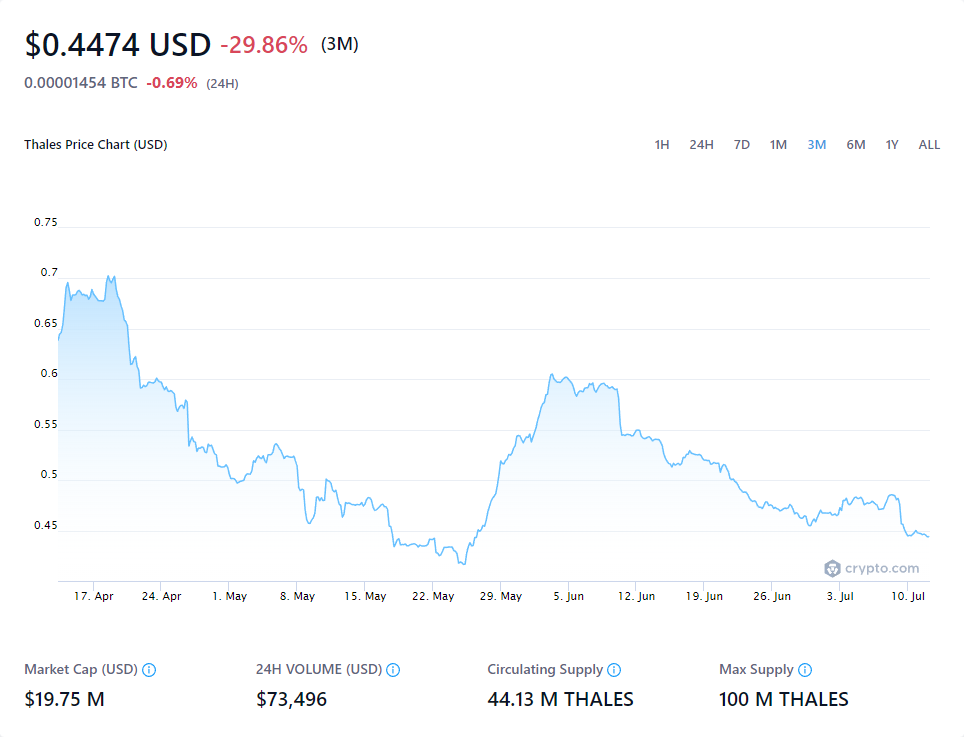 $0.4474 USD -29.86% (3M)
0.00001454 BTC -0.69% (24H)
Thales Price Chart (USD) 1H 24H 7D 1M 3M 6M 1Y ALL
0.75
0.7
0.65
0.6
0.55
0.5
0.45
crypto.com
17. Apr 24. Apr 1. May 8. May 15. May 22. May 29. May 5. Jun 12. Jun 19. Jun 26. Jun 3. Jul 10. Jul
Market Cap (USD) 24H VOLUME (USD) Circulating Supply Max Supply
$19.75 M $73,496 44.13 M THALES 100 M THALES